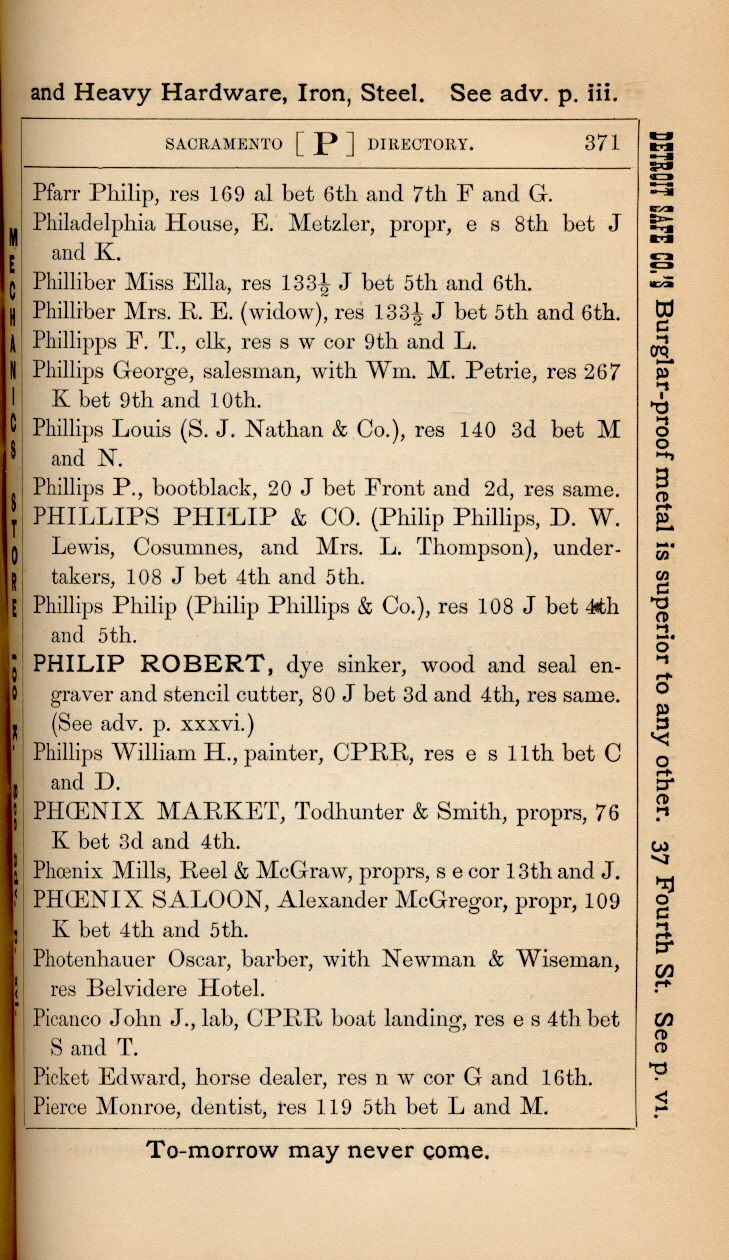 and Heavy Hardware, Iron, Steel. See adv. p. iii.
SACRAMENTO [ P ] DIRECTORY. 371
Pfarr Philip, res 169 al bet 6th and 7th F and G.
Philadelphia House, E. Metzler, propr, e s 8th bet J
and K.
Philliber Miss Ella, res 133½ J bet 5th and 6th.
Philliber Mrs. R. E. (widow), res 133½ J bet 5th and 6th.
Phillipps F. T., clk, res s w cor 9th and L.
Phillips George, salesman, with Wm. M. Petrie, res 267
K bet 9th and 10th.
Phillips Louis (S. J. Nathan & Co.), res 140 3d bet M
and N.
Phillips P., bootblack, 20 J bet Front and 2d, res same.
PHILLIPS PHILIP & CO. (Philip Phillips, D. W.
Lewis, Cosumnes, and Mrs. L. Thompson), under-
takers, 108 J bet 4th and 5th.
Phillips Philip (Philip Phillips & Co.), res 108 J bet 4th
and 5th.
PHILIP ROBERT, dye sinker, wood and seal en-
graver and stencil cutter, 80 J bet 3d and 4th, res same.
(See adv. p. xxxvi.)
Phillips William H., painter, CPRR, res e s 11th bet C
and D.
PHŒNIX MARKET, Todhunter & Smith, proprs, 76
K bet 3d and 4th.
Phœnix Mills, Reel & McGraw, proprs, s e cor 13th and J.
PHŒNIX SALOON, Alexander McGregor, propr, 109
K bet 4th and 5th.
Photenhauer Oscar, barber, with Newman & Wiseman,
res Belvidere Hotel.
Picanco John J., lab, CPRR boat landing, res e s 4th bet
S and T.
Picket Edward, horse dealer, res n w cor G and 16th.
Pierce Monroe, dentist, res 119 5th bet L and M.
To-morrow may never come.
DETROIT SAFE CO.'S Burglar-proof metal is superior to any other. 37 Fourth St. See p. vi.
MECHANICS STORE